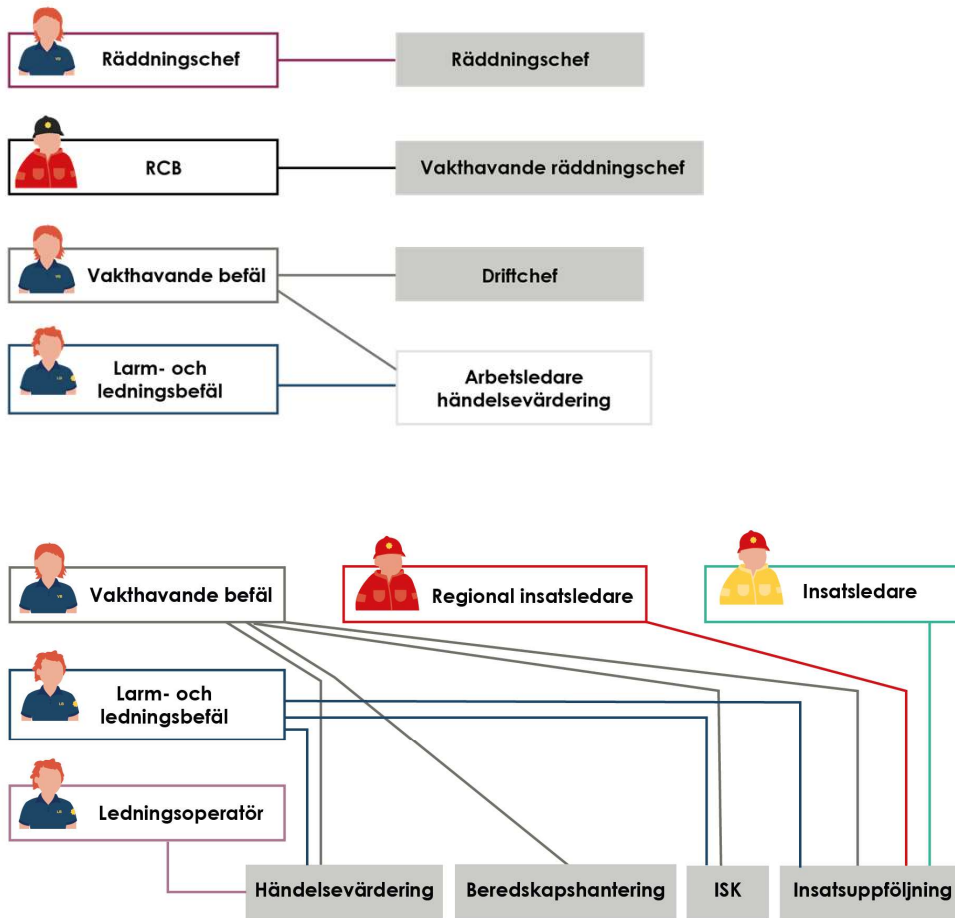 Räddningschef
Räddningschef
RCB
Vakthavande räddningschef
Vakthavande befäl
Driftchef
Larm- och
ledningsbefäl
Arbetsledare
händelsevärdering
Vakthavande befäl
Regional insatsledare
Insatsledare
Larm- och
ledningsbefäl
Ledningsoperatör
Händelsevärdering
Beredskapshantering
ISK
Insatsuppföljning